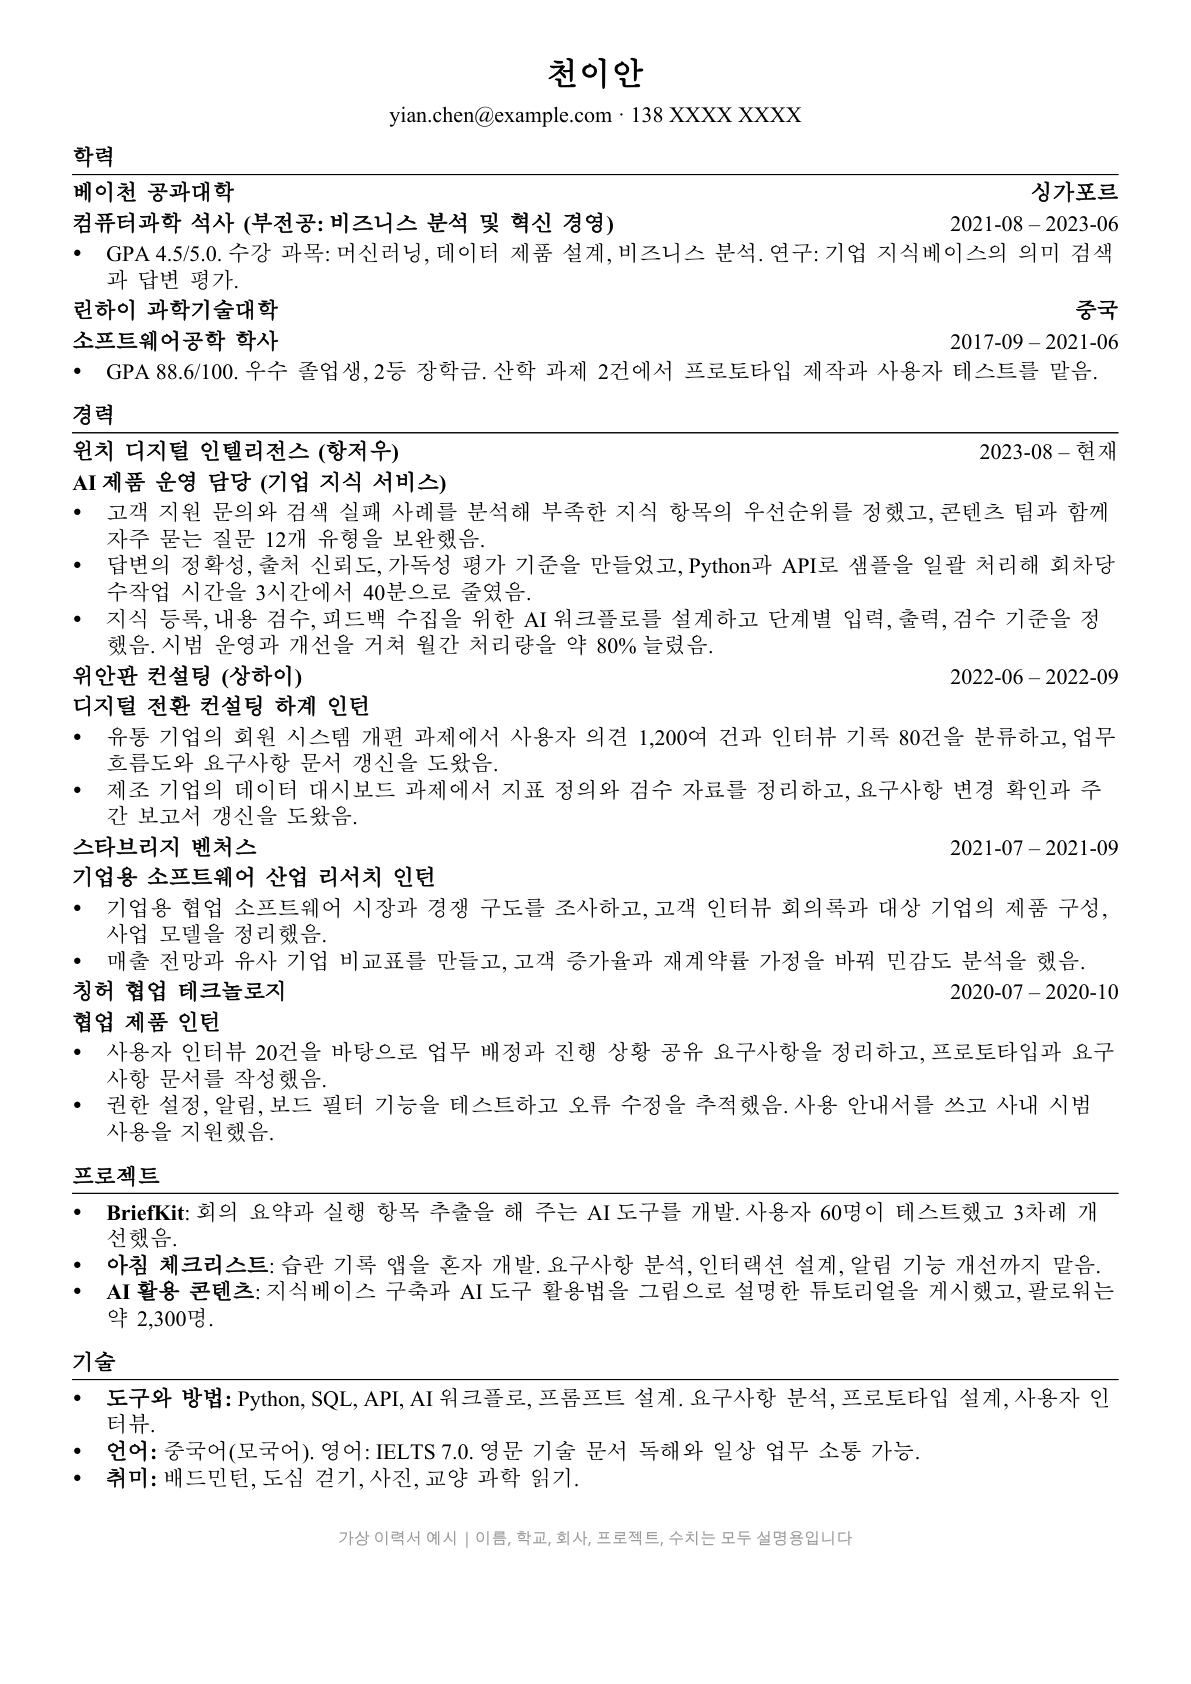 천이안
yian.chen@example.com · 138 XXXX XXXX
학력
베이천 공과대학 싱가포르
컴퓨터과학 석사 (부전공: 비즈니스 분석 및 혁신 경영) 2021-08 – 2023-06
• GPA 4.5/5.0. 수강 과목: 머신러닝, 데이터 제품 설계, 비즈니스 분석. 연구: 기업 지식베이스의 의미 검색
과 답변 평가.
린하이 과학기술대학 중국
소프트웨어공학 학사 2017-09 – 2021-06
• GPA 88.6/100. 우수 졸업생, 2등 장학금. 산학 과제 2건에서 프로토타입 제작과 사용자 테스트를 맡음.
경력
윈치 디지털 인텔리전스 (항저우) 2023-08 – 현재
AI 제품 운영 담당 (기업 지식 서비스)
• 고객 지원 문의와 검색 실패 사례를 분석해 부족한 지식 항목의 우선순위를 정했고, 콘텐츠 팀과 함께
자주 묻는 질문 12개 유형을 보완했음.
• 답변의 정확성, 출처 신뢰도, 가독성 평가 기준을 만들었고, Python과 API로 샘플을 일괄 처리해 회차당
수작업 시간을 3시간에서 40분으로 줄였음.
• 지식 등록, 내용 검수, 피드백 수집을 위한 AI 워크플로를 설계하고 단계별 입력, 출력, 검수 기준을 정
했음. 시범 운영과 개선을 거쳐 월간 처리량을 약 80% 늘렸음.
위안판 컨설팅 (상하이) 2022-06 – 2022-09
디지털 전환 컨설팅 하계 인턴
• 유통 기업의 회원 시스템 개편 과제에서 사용자 의견 1,200여 건과 인터뷰 기록 80건을 분류하고, 업무
흐름도와 요구사항 문서 갱신을 도왔음.
• 제조 기업의 데이터 대시보드 과제에서 지표 정의와 검수 자료를 정리하고, 요구사항 변경 확인과 주
간 보고서 갱신을 도왔음.
스타브리지 벤처스 2021-07 – 2021-09
기업용 소프트웨어 산업 리서치 인턴
• 기업용 협업 소프트웨어 시장과 경쟁 구도를 조사하고, 고객 인터뷰 회의록과 대상 기업의 제품 구성,
사업 모델을 정리했음.
• 매출 전망과 유사 기업 비교표를 만들고, 고객 증가율과 재계약률 가정을 바꿔 민감도 분석을 했음.
칭허 협업 테크놀로지 2020-07 – 2020-10
협업 제품 인턴
• 사용자 인터뷰 20건을 바탕으로 업무 배정과 진행 상황 공유 요구사항을 정리하고, 프로토타입과 요구
사항 문서를 작성했음.
• 권한 설정, 알림, 보드 필터 기능을 테스트하고 오류 수정을 추적했음. 사용 안내서를 쓰고 사내 시범
사용을 지원했음.
프로젝트
• BriefKit: 회의 요약과 실행 항목 추출을 해 주는 AI 도구를 개발. 사용자 60명이 테스트했고 3차례 개
선했음.
• 아침 체크리스트: 습관 기록 앱을 혼자 개발. 요구사항 분석, 인터랙션 설계, 알림 기능 개선까지 맡음.
• AI 활용 콘텐츠: 지식베이스 구축과 AI 도구 활용법을 그림으로 설명한 튜토리얼을 게시했고, 팔로워는
약 2,300명.
기술
• 도구와 방법: Python, SQL, API, AI 워크플로, 프롬프트 설계. 요구사항 분석, 프로토타입 설계, 사용자 인
터뷰.
• 언어: 중국어(모국어). 영어: IELTS 7.0. 영문 기술 문서 독해와 일상 업무 소통 가능.
• 취미: 배드민턴, 도심 걷기, 사진, 교양 과학 읽기.
가상 이력서 예시 | 이름, 학교, 회사, 프로젝트, 수치는 모두 설명용입니다